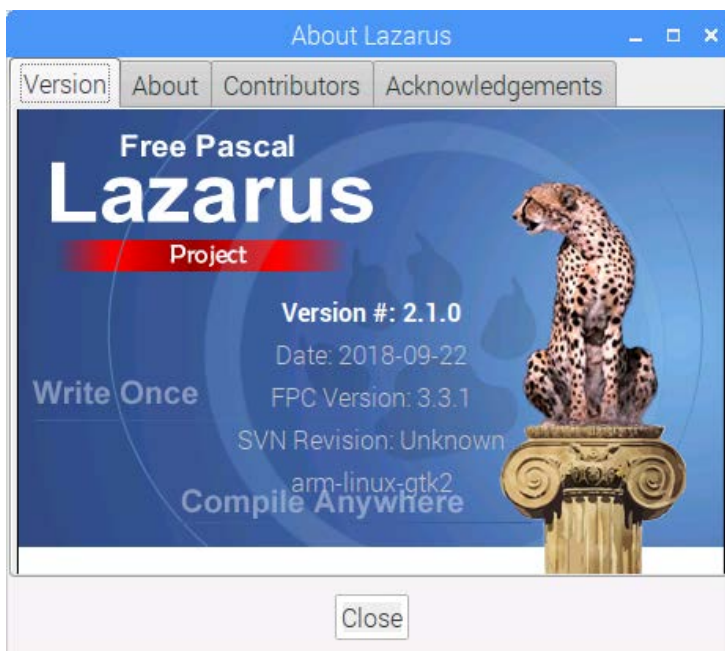 About Lazarus
Version About Contributors Acknowledgements
Free Pascal
Lazarus
Project
Version #: 2.1.0
Date: 2018-09-22
Write Once
FPC Version: 3.3.1
SVN Revision: Unknown
arm-linux-gtk2
Compile Anywhere
Close